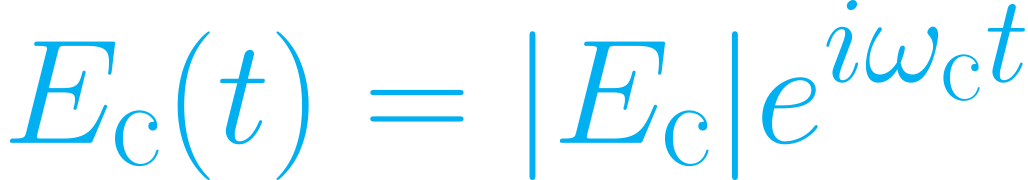 E_c(t) = |E_c|e^{iω_c t}